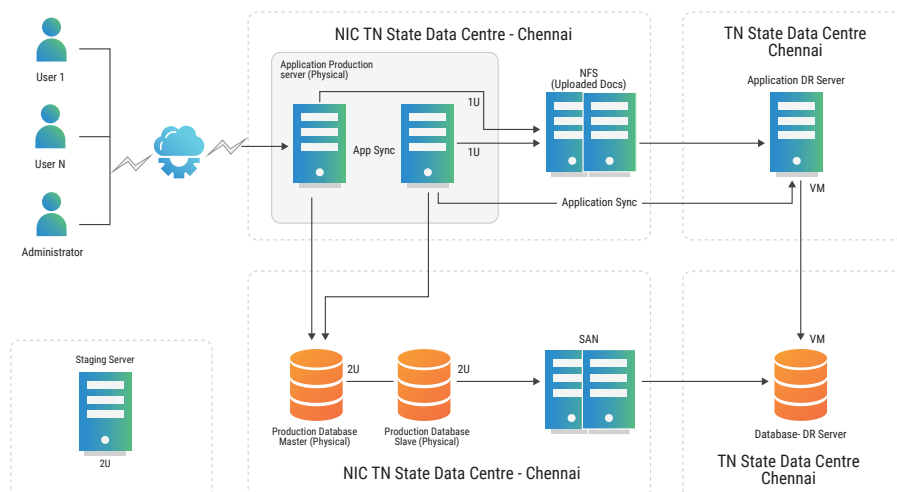 NIC TN State Data Centre - Chennai
TN State Data Centre
Chennai
User 1
User N
Administrator
Application Production
server (Physical)
App Sync
1U
1U
NFS
(Uploaded Docs)
Application DR Server
VM
Application Sync
Staging Server
2U
Production Database
Master (Physical)
2U
Production Database
Slave (Physical)
2U
SAN
VM
Database- DR Server
NIC TN State Data Centre - Chennai
TN State Data Centre
Chennai